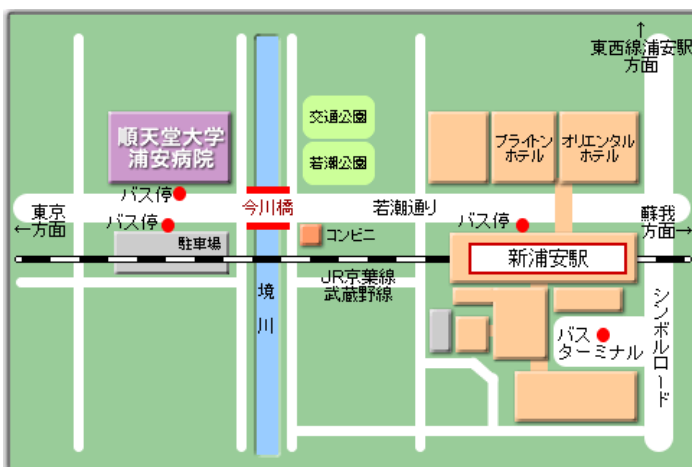 ↑
東西線浦安駅
方面
交通公園
順天堂大学
浦安病院
ブライトン
ホテル
オリエンタル
ホテル
若潮公園
バス停
今川橋
若潮通り
東京
←方面
バス停
バス停
蘇我
方面→
駐車場
コンビニ
新浦安駅
JR京葉線
武蔵野線
境川
シンボルロード
バス
ターミナル